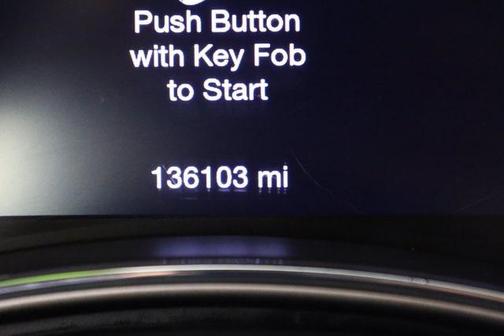 Push Button
with Key Fob
to Start
136103 mi